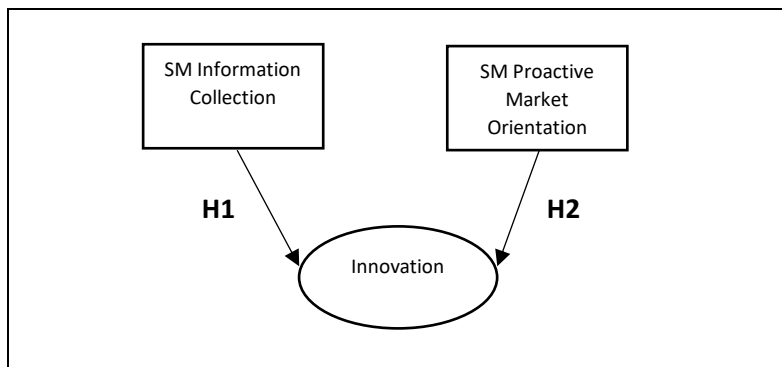 SM Information
Collection
SM Proactive
Market
Orientation
H1
H2
Innovation